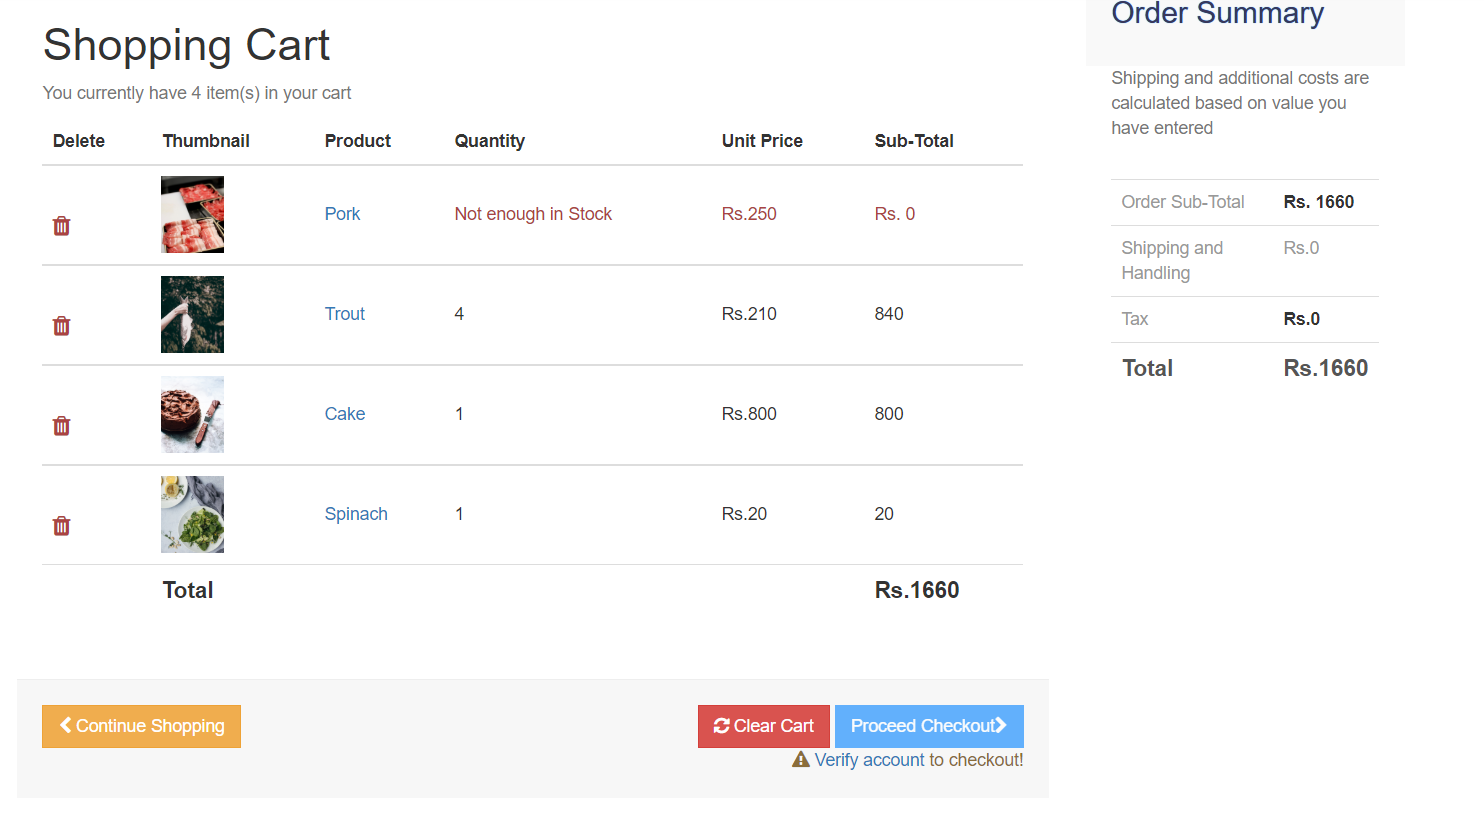 Shopping Cart
You currently have 4 item(s) in your cart
Delete Thumbnail Product Quantity Unit Price Sub-Total
Pork Not enough in Stock Rs.250 Rs. 0
Trout 4 Rs.210 840
Cake 1 Rs.800 800
Spinach 1 Rs.20 20
Total Rs.1660
Continue Shopping Clear Cart Proceed Checkout
Verify account to checkout!
Order Summary
Shipping and additional costs are
calculated based on value you
have entered
Order Sub-Total Rs. 1660
Shipping and Rs.0
Handling
Tax Rs.0
Total Rs.1660